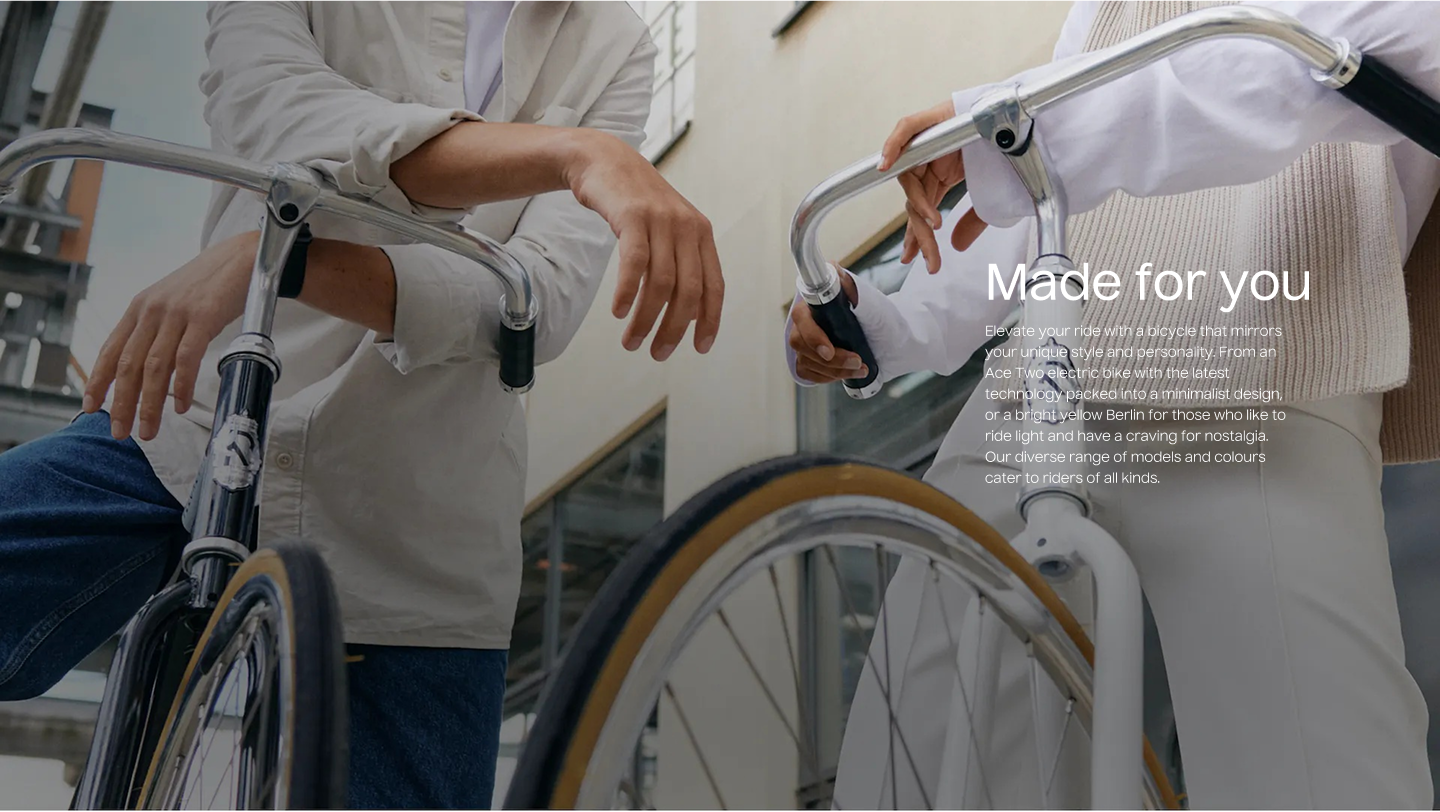 Made for you
Elevate your ride with a bicycle that mirrors
your unique style and personality. From an
Ace Two electric bike with the latest
technology packed into a minimalist design,
or a bright yellow Berlin for those who like to
ride light and have a craving for nostalgia.
Our diverse range of models and colours
cater to riders of all kinds.